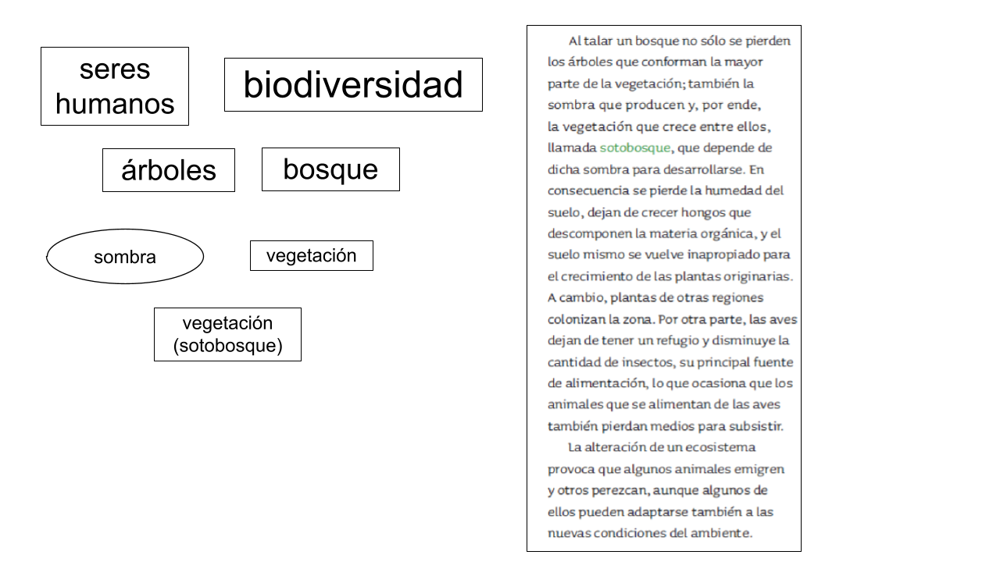 seres
humanos
biodiversidad
árboles
bosque
sombra
vegetación
vegetación
(sotobosque)
Al talar un bosque no sólo se pierden
los árboles que conforman la mayor
parte de la vegetación; también la
sombra que producen y, por ende,
la vegetación que crece entre ellos,
llamada sotobosque, que depende de
dicha sombra para desarrollarse. En
consecuencia se pierde la humedad del
suelo, dejan de crecer hongos que
descomponen la materia orgánica, y el
suelo mismo se vuelve inapropiado para
el crecimiento de las plantas originarias.
A cambio, plantas de otras regiones
colonizan la zona. Por otra parte, las aves
dejan de tener un refugio y disminuye la
cantidad de insectos, su principal fuente
de alimentación, lo que ocasiona que los
animales que se alimentan de las aves
también pierdan medios para subsistir.
La alteración de un ecosistema
provoca que algunos animales emigren
y otros perezcan, aunque algunos de
ellos pueden adaptarse también a las
nuevas condiciones del ambiente.